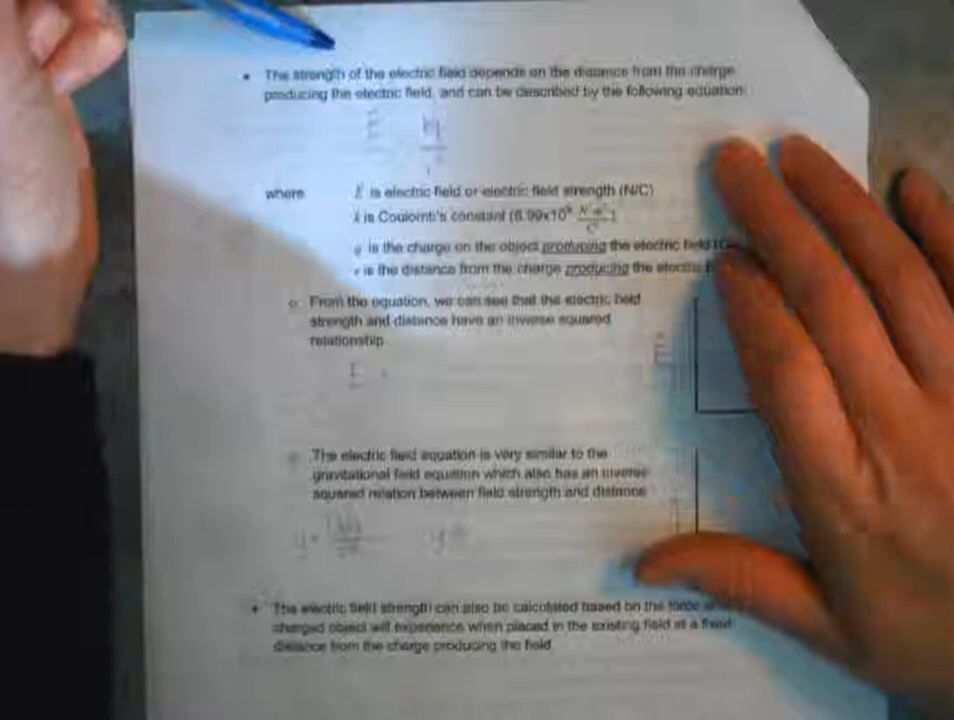 • The strength of the electric field depends on the distance from the charge
producing the electric field, and can be described by the following equation:
where E is electric field or electric field strength (N/C)
k is Coulomb's constant (8.99x10⁹ N·m²/C²)
q is the charge on the object producing the electric field
r is the distance from the charge producing the electric
o From the equation, we can see that the electric field
strength and distance have an inverse squared
relationship
E
E
The electric field equation is very similar to the
gravitational field equation which also has an inverse
squared relation between field strength and distance
• The electric field strength can also be calculated based on the force
charged object will experience when placed in the existing field at a fixed
distance from the charge producing the field